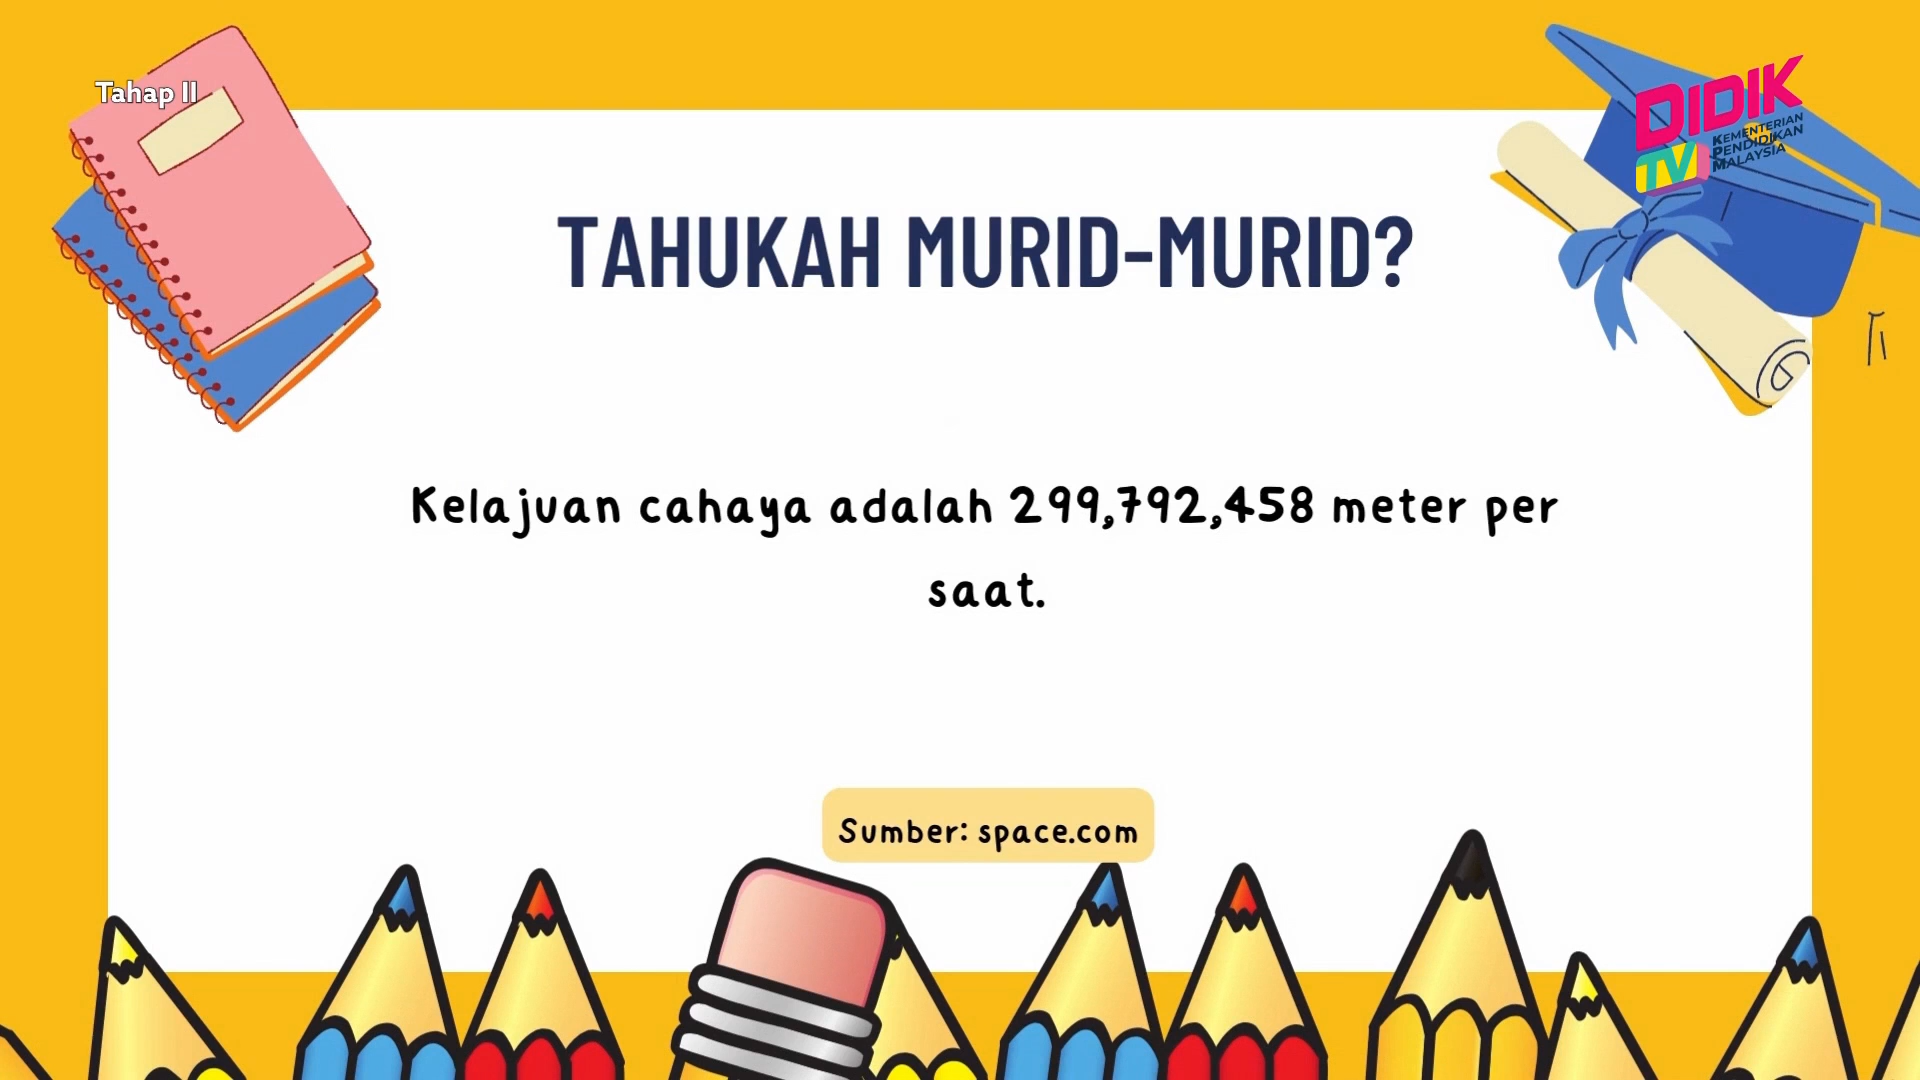 Tahap II
DIDIK
TV
KEMENTERIAN
PENDIDIKAN
MALAYSIA
TAHUKAH MURID-MURID?
Kelajuan cahaya adalah 299,792,458 meter per
saat.
Sumber: space.com